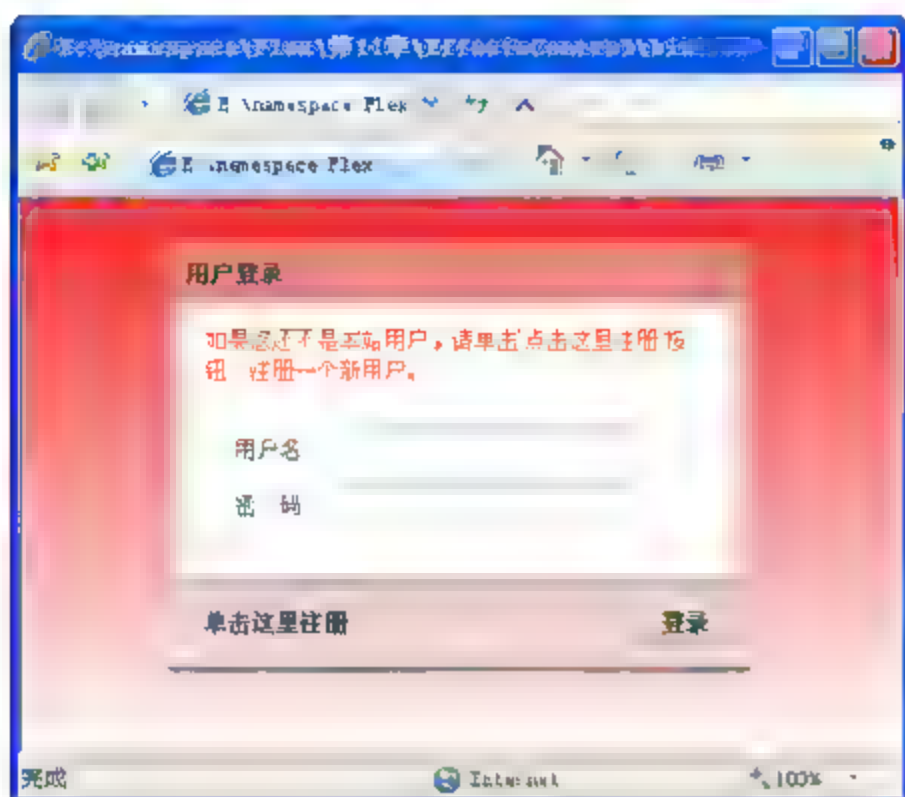 E \namespace Flex
E \namespace Flex
用户登录
如果您还不是本站用户，请单击点击这里注册按
钮 注册一个新用户。
用户名
密 码
单击这里注册
登录
完成
Internet
100%